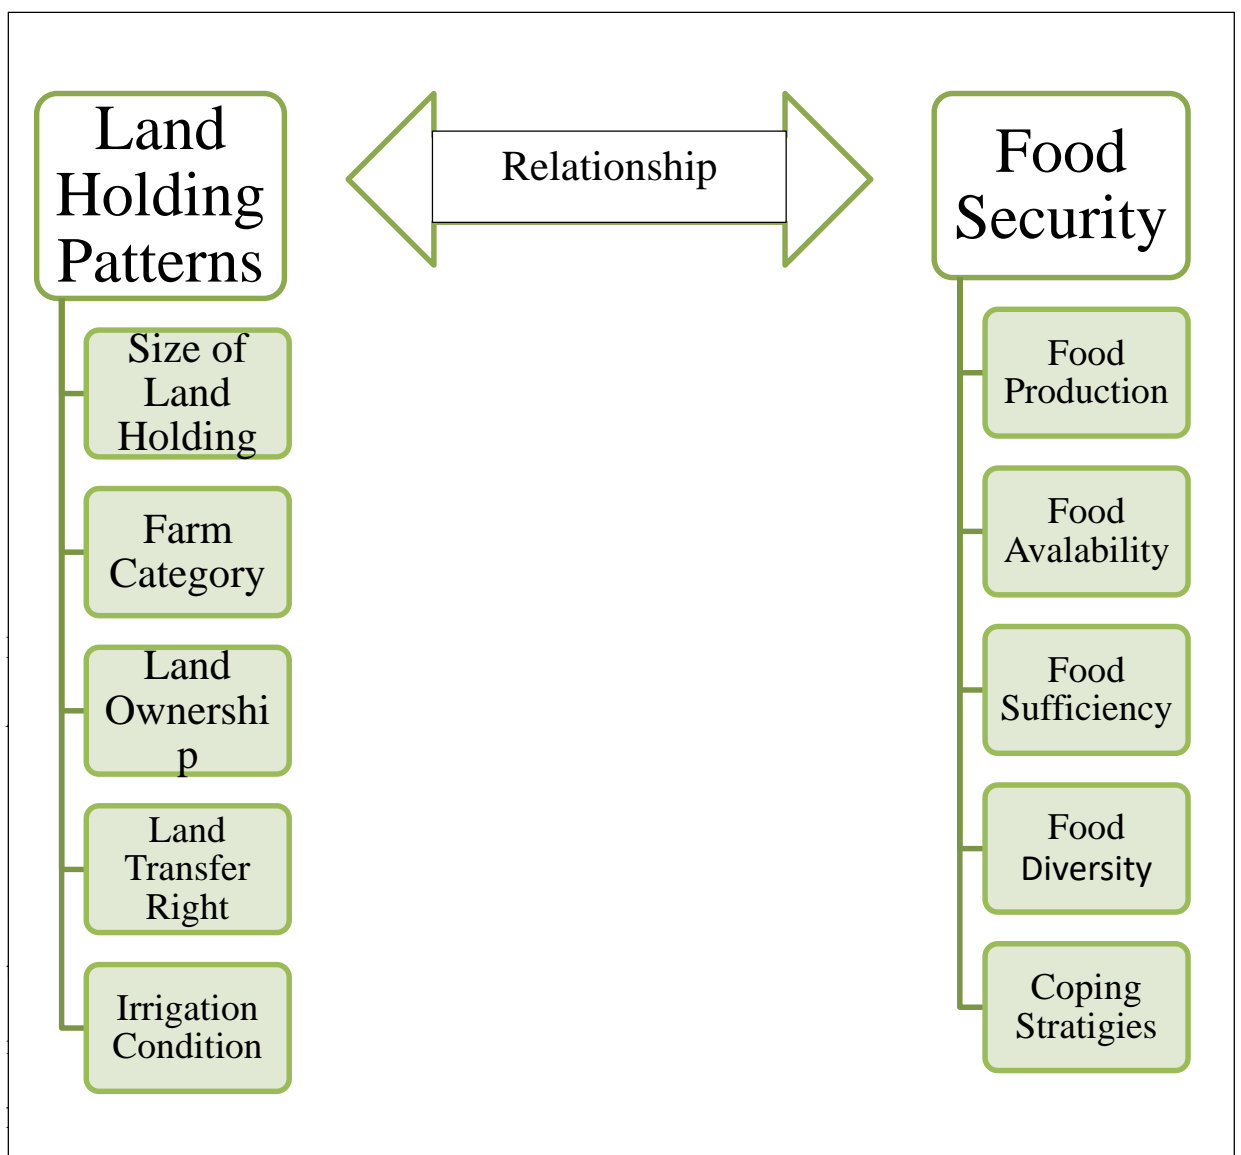 Land
Holding
Patterns
Relationship
Food
Security
Size of
Land
Holding
Farm
Category
Land
Ownershi
p
Land
Transfer
Right
Irrigation
Condition
Food
Production
Food
Avalability
Food
Sufficiency
Food
Diversity
Coping
Stratigies